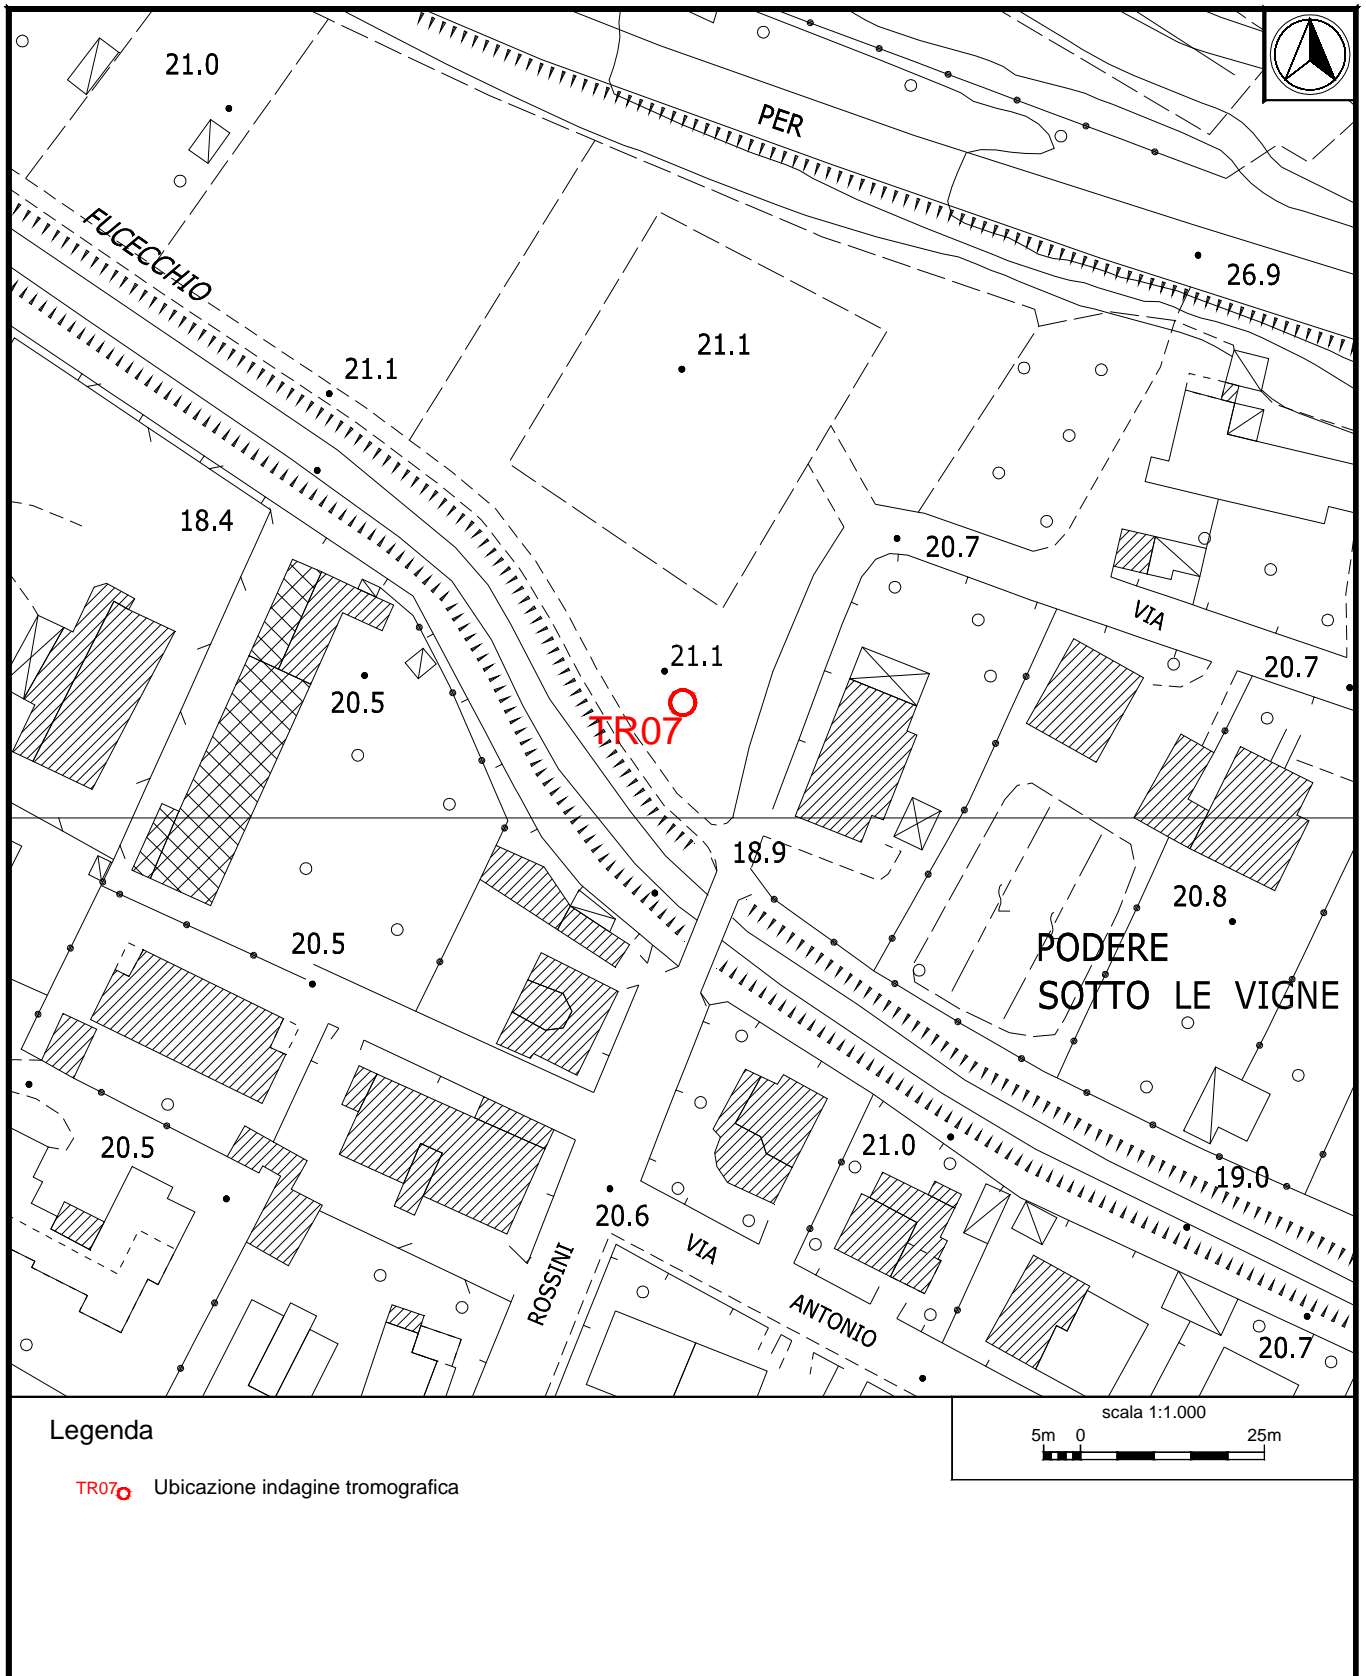 21.0
PER
FUCECCHIO
26.9
21.1
21.1
18.4
20.7
VIA
21.1
20.7
20.5
TR07
18.9
20.8
20.5
PODERE
SOTTO LE VIGNE
20.5
21.0
19.0
20.6
VIA
ROSSINI
ANTONIO
20.7
Legenda
scala 1:1.000
5m 0 25m
TR07 Ubicazione indagine tromografica